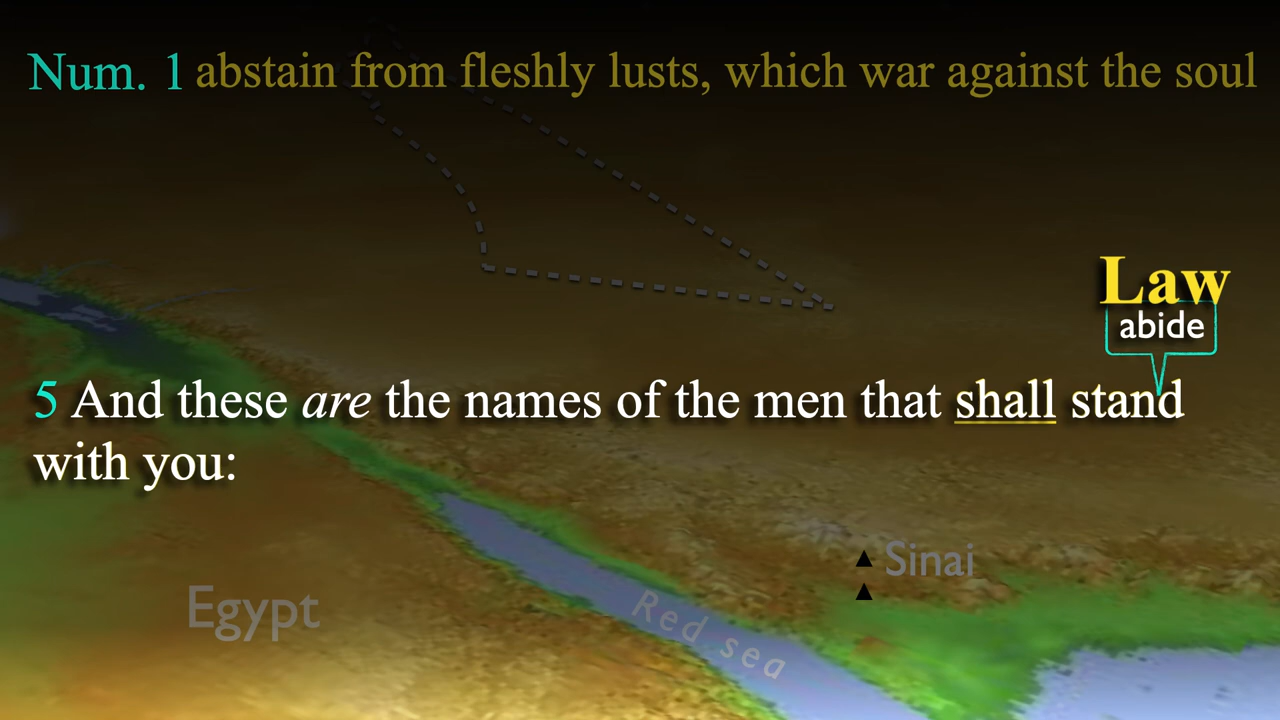 Num. 1 abstain from fleshly lusts, which war against the soul
Law
abide
5 And these are the names of the men that shall stand
with you:
Sinai
Egypt
Red sea